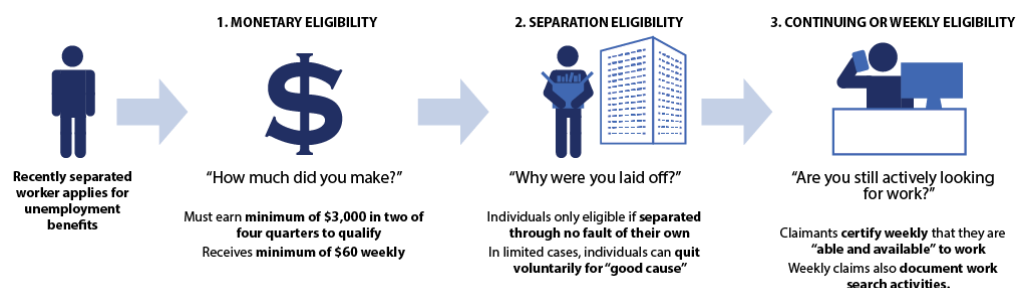 1. MONETARY ELIGIBILITY
2. SEPARATION ELIGIBILITY
3. CONTINUING OR WEEKLY ELIGIBILITY
Recently separated
worker applies for
unemployment
benefits
“How much did you make?”
Must earn minimum of $3,000 in two of
four quarters to qualify
Receives minimum of $60 weekly
“Why were you laid off?”
Individuals only eligible if separated
through no fault of their own
In limited cases, individuals can quit
voluntarily for “good cause”
“Are you still actively looking
for work?”
Claimants certify weekly that they are
“able and available” to work
Weekly claims also document work
search activities.